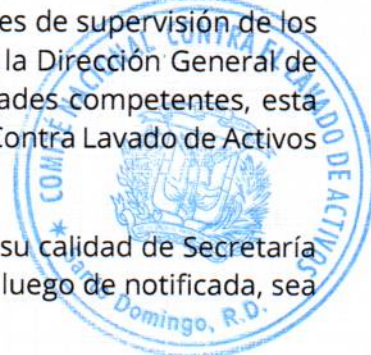 es de supervisión de los
la Dirección General de
ades competentes, esta
Contra Lavado de Activos
su calidad de Secretaría
luego de notificada, sea
COMITÉ NACIONAL CONTRA EL LAVADO DE ACTIVOS
Santo Domingo, R.D.